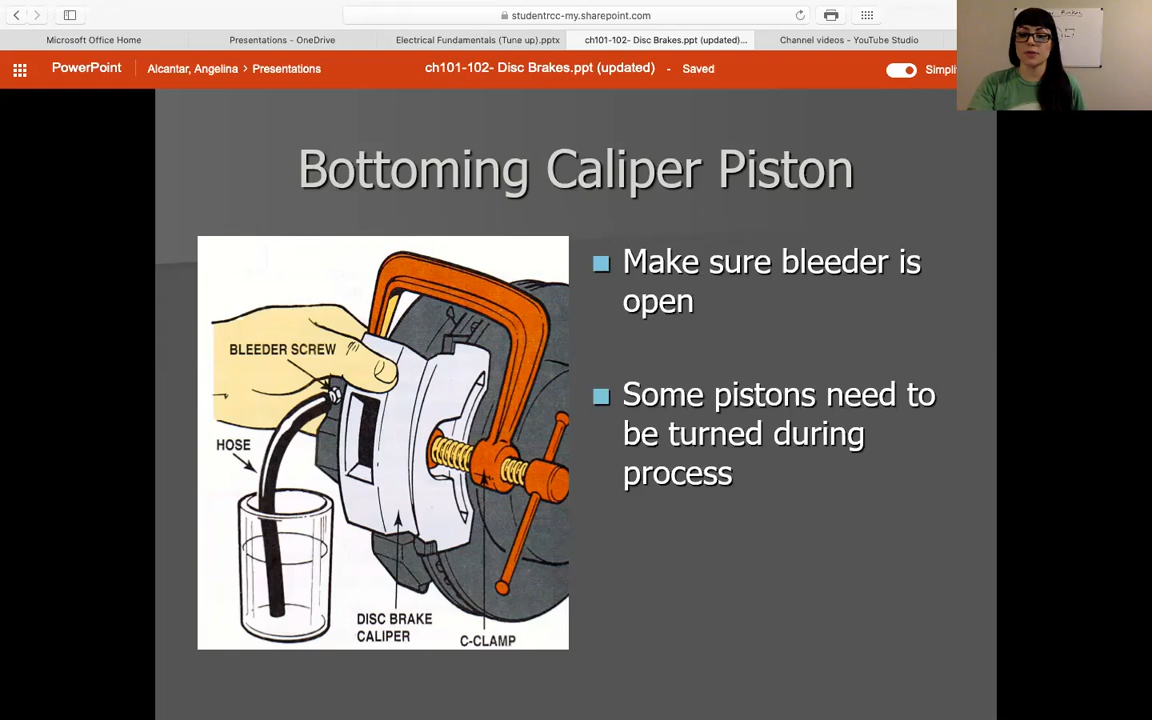 studentrcc-my.sharepoint.com
Microsoft Office Home
Presentations - OneDrive
Electrical Fundamentals (Tune up).pptx
ch101-102- Disc Brakes.ppt (updated)...
Channel videos - YouTube Studio
PowerPoint
Alcantar, Angelina > Presentations
ch101-102- Disc Brakes.ppt (updated) - Saved
Simplif
Bottoming Caliper Piston
Make sure bleeder is
open
Some pistons need to
be turned during
process
BLEEDER SCREW
HOSE
DISC BRAKE
CALIPER
C-CLAMP